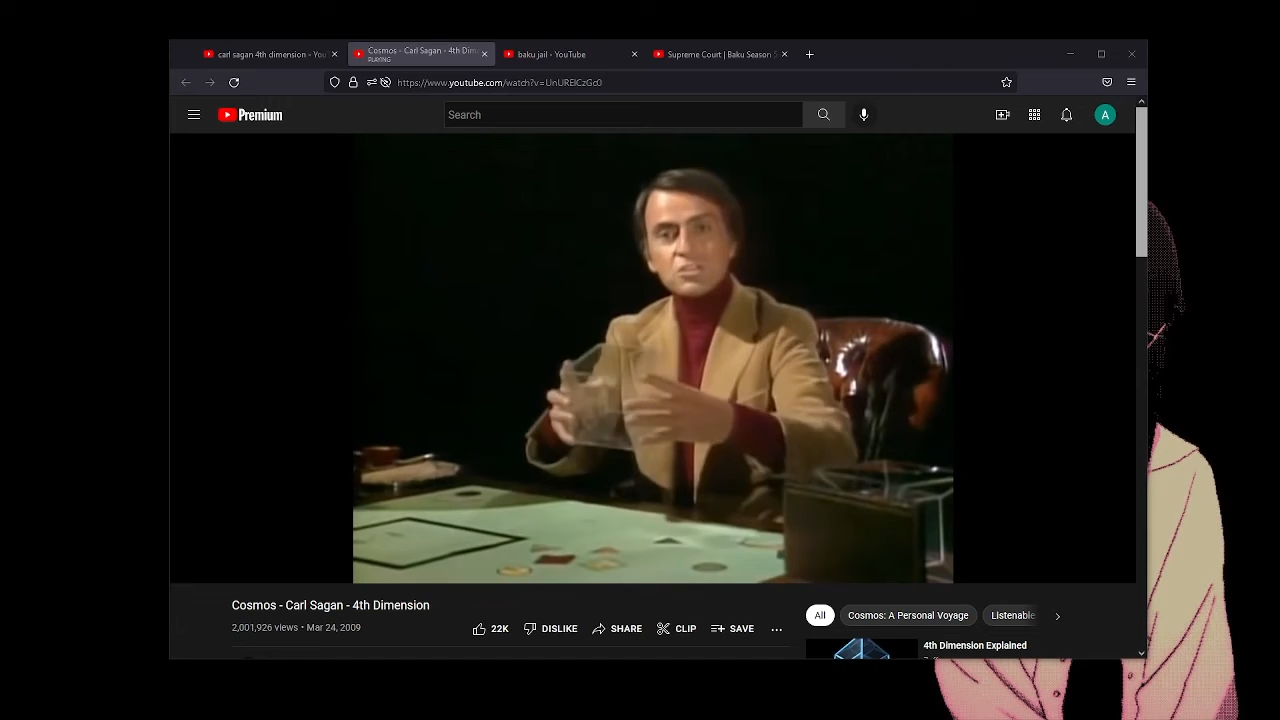 carl sagan 4th dimension - You
Cosmos - Carl Sagan - 4th Dim
PLAYING
baku jail - YouTube
Supreme Court | Baku Season
https://www.youtube.com/watch?v=UnURElCzGc0
Premium
Search
A
Cosmos - Carl Sagan - 4th Dimension
2,001,926 views • Mar 24, 2009
22K
DISLIKE
SHARE
CLIP
SAVE
All
Cosmos: A Personal Voyage
Listenable
4th Dimension Explained